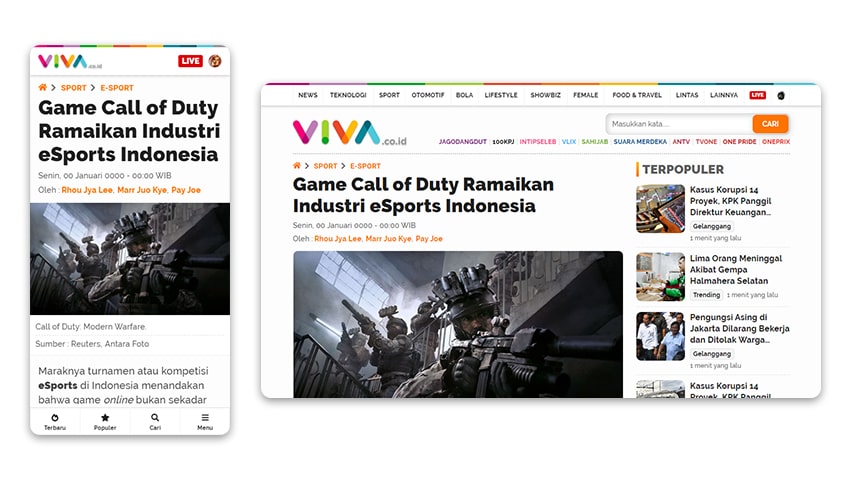 VIVA.co.id
LIVE
SPORT > E-SPORT
Game Call of Duty
Ramaikan Industri
eSports Indonesia
Senin, 00 Januari 0000 - 00:00 WIB
Oleh : Rhou Jya Lee, Marr Juo Kye, Pay Joe
Call of Duty: Modern Warfare.
Sumber : Reuters, Antara Foto
Maraknya turnamen atau kompetisi
eSports di Indonesia menandakan
bahwa game online bukan sekadar
Terbaru Populer Cari Menu
NEWS TEKNOLOGI SPORT OTOMOTIF BOLA LIFESTYLE SHOWBIZ FEMALE FOOD & TRAVEL LINTAS LAINNYA LIVE
VIVA.co.id
Masukkan kata.... CARI
JAGODANGDUT 100KPJ INTIPSELEB VLIX SAHIJAB SUARA MERDEKA ANTV TVONE ONE PRIDE ONEPRIX
SPORT > E-SPORT
Game Call of Duty Ramaikan
Industri eSports Indonesia
Senin, 00 Januari 0000 - 00:00 WIB
Oleh : Rhou Jya Lee, Marr Juo Kye, Pay Joe
TERPOPULER
Kasus Korupsi 14
Proyek, KPK Panggil
Direktur Keuangan...
Gelanggang
1 menit yang lalu
Lima Orang Meninggal
Akibat Gempa
Halmahera Selatan
Trending 1 menit yang lalu
Pengungsi Asing di
Jakarta Dilarang Bekerja
dan Ditolak Warga...
Gelanggang
1 menit yang lalu
Kasus Korupsi 14
Proyek, KPK Panggil